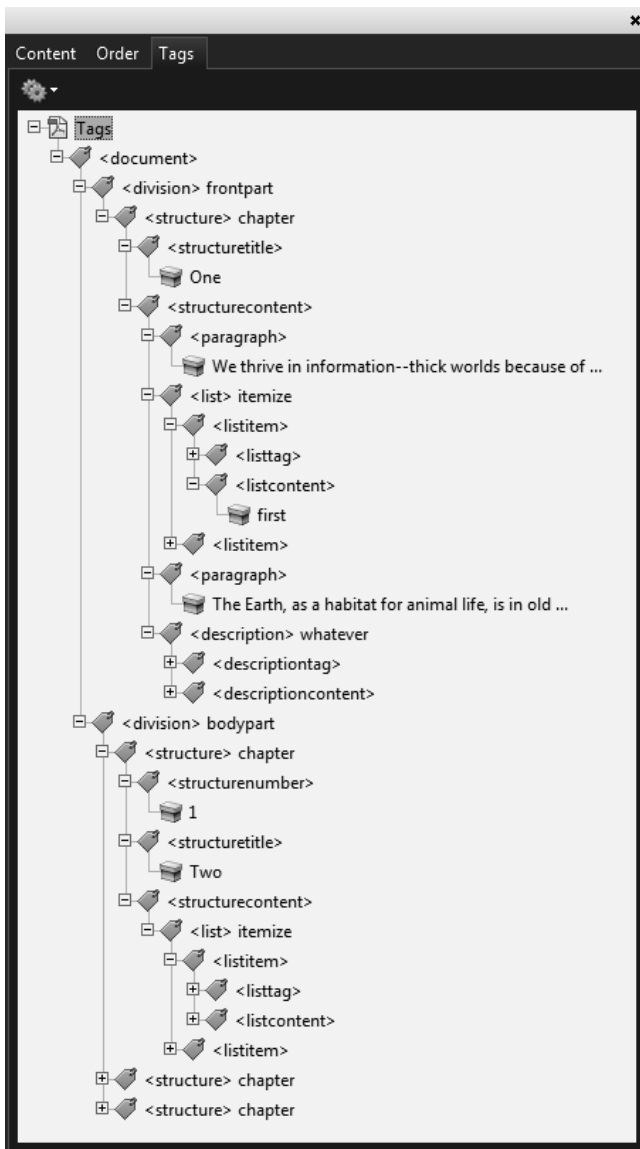 Content Order Tags
Tags
<document>
<division> frontpart
<structure> chapter
<structuretitle>
One
<structurecontent>
<paragraph>
We thrive in information--thick worlds because of ...
<list> itemize
<listitem>
<listtag>
<listcontent>
first
<listitem>
<paragraph>
The Earth, as a habitat for animal life, is in old ...
<description> whatever
<descriptiontag>
<descriptioncontent>
<division> bodypart
<structure> chapter
<structurenumber>
1
<structuretitle>
Two
<structurecontent>
<list> itemize
<listitem>
<listtag>
<listcontent>
<listitem>
<structure> chapter
<structure> chapter